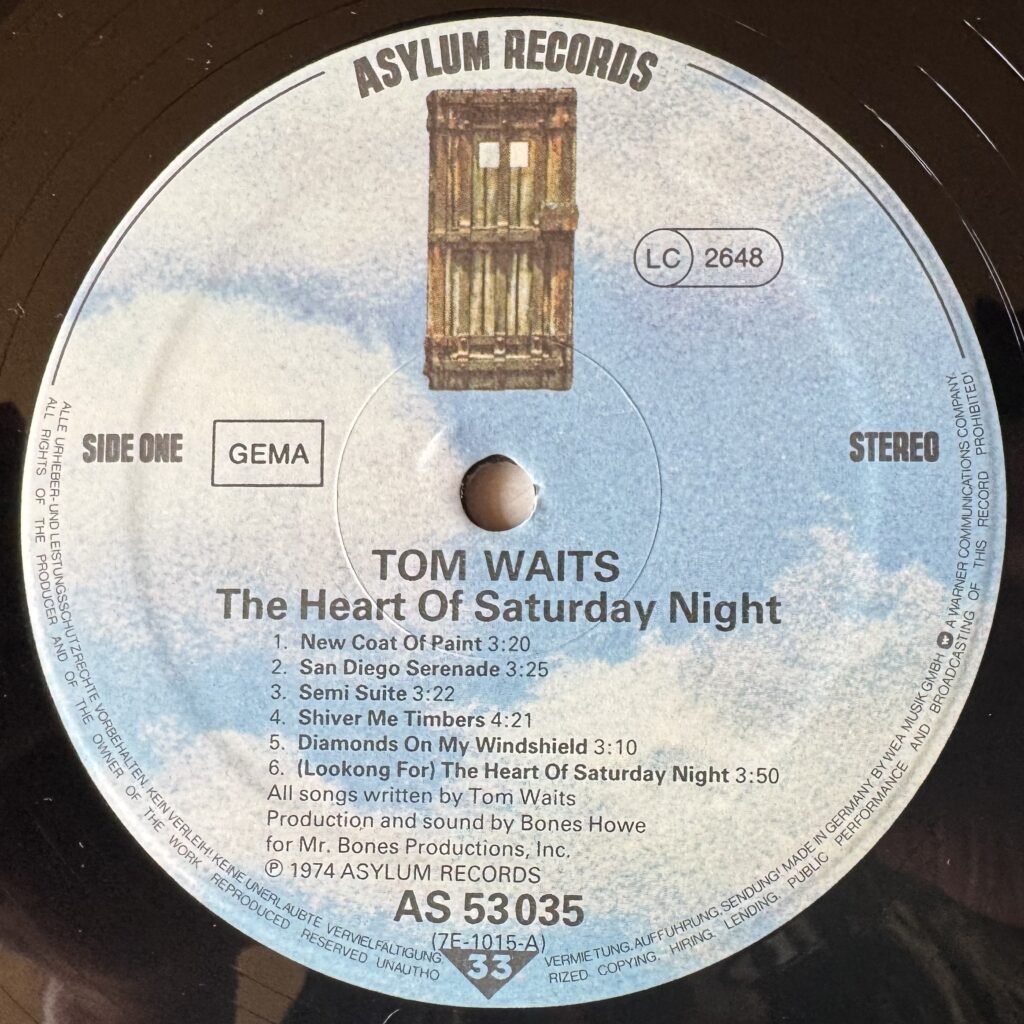 ASYLUM RECORDS
LC 2648
SIDE ONE
GEMA
STEREO
TOM WAITS
The Heart Of Saturday Night
1. New Coat Of Paint 3:20
2. San Diego Serenade 3:25
3. Semi Suite 3:22
4. Shiver Me Timbers 4:21
5. Diamonds On My Windshield 3:10
6. (Lookong For) The Heart Of Saturday Night 3:50
All songs written by Tom Waits
Production and sound by Bones Howe
for Mr. Bones Productions, Inc.
℗ 1974 ASYLUM RECORDS
AS 53035
(7E-1015-A)
33
ALLE URHEBER- UND LEISTUNGSSCHUTZRECHTE VORBEHALTEN. KEIN VERLEIH! KEINE UNERLAUBTE VERVIELFÄLTIGUNG, VERMIETUNG, AUFFÜHRUNG, SENDUNG! MADE IN GERMANY BY WEA MUSIK GMBH A WARNER COMMUNICATIONS COMPANY.
ALL RIGHTS OF THE PRODUCER AND OF THE OWNER OF THE WORK REPRODUCED RESERVED UNAUTHORIZED COPYING. HIRING. LENDING. PUBLIC PERFORMANCE AND BROADCASTING OF THIS RECORD PROHIBITED!